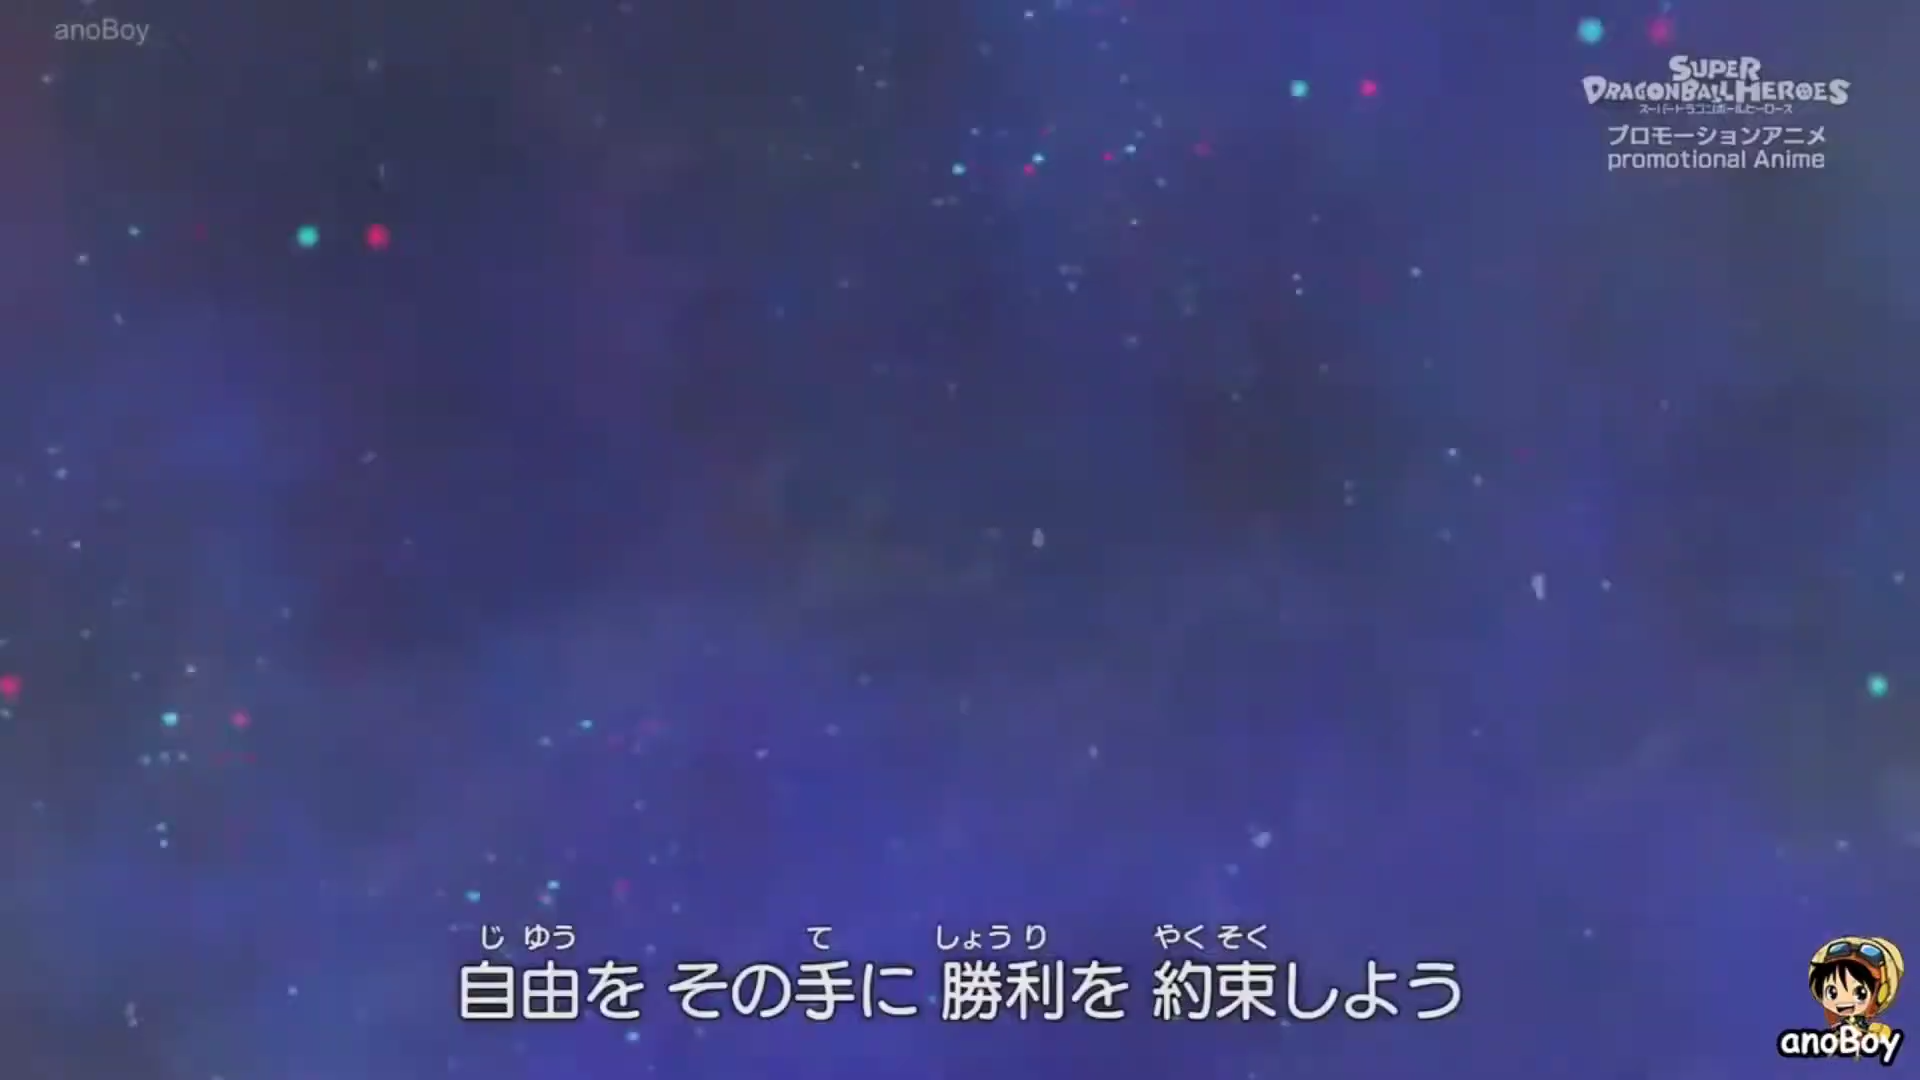 anoBoy
SUPER
DRAGONBALL HEROES
スーパードラゴンボールヒーローズ
プロモーションアニメ
promotional Anime
じ ゆう て しょう り やく そく
自由を その手に 勝利を 約束しよう
anoBoy